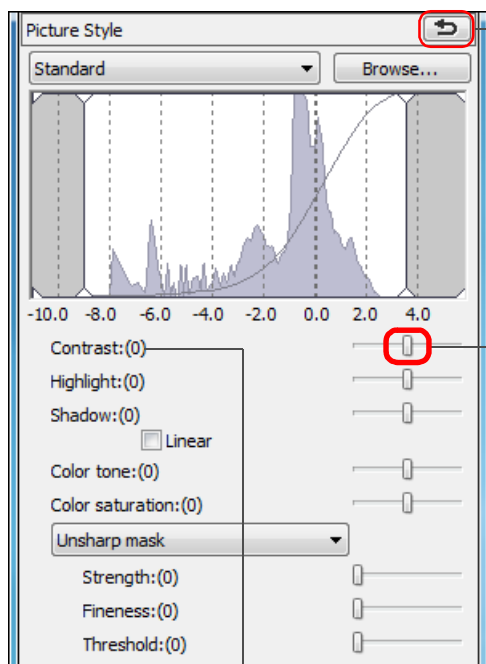 Picture Style
Standard Browse...
-10.0 -8.0 -6.0 -4.0 -2.0 0.0 2.0 4.0
Contrast:(0)
Highlight:(0)
Shadow:(0)
Linear
Color tone:(0)
Color saturation:(0)
Unsharp mask
Strength:(0)
Fineness:(0)
Threshold:(0)